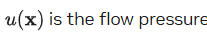 u(x) is the flow pressure